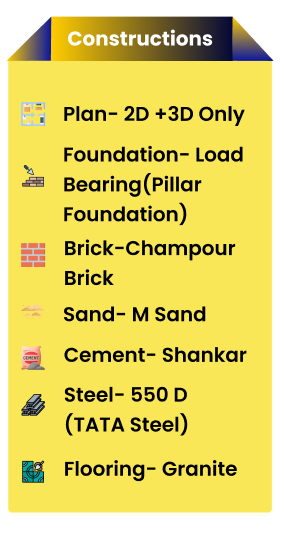 Constructions
Plan- 2D +3D Only
Foundation- Load
Bearing(Pillar
Foundation)
Brick-Champour
Brick
Sand- M Sand
CEMENT
Cement- Shankar
Steel- 550 D
(TATA Steel)
Flooring- Granite